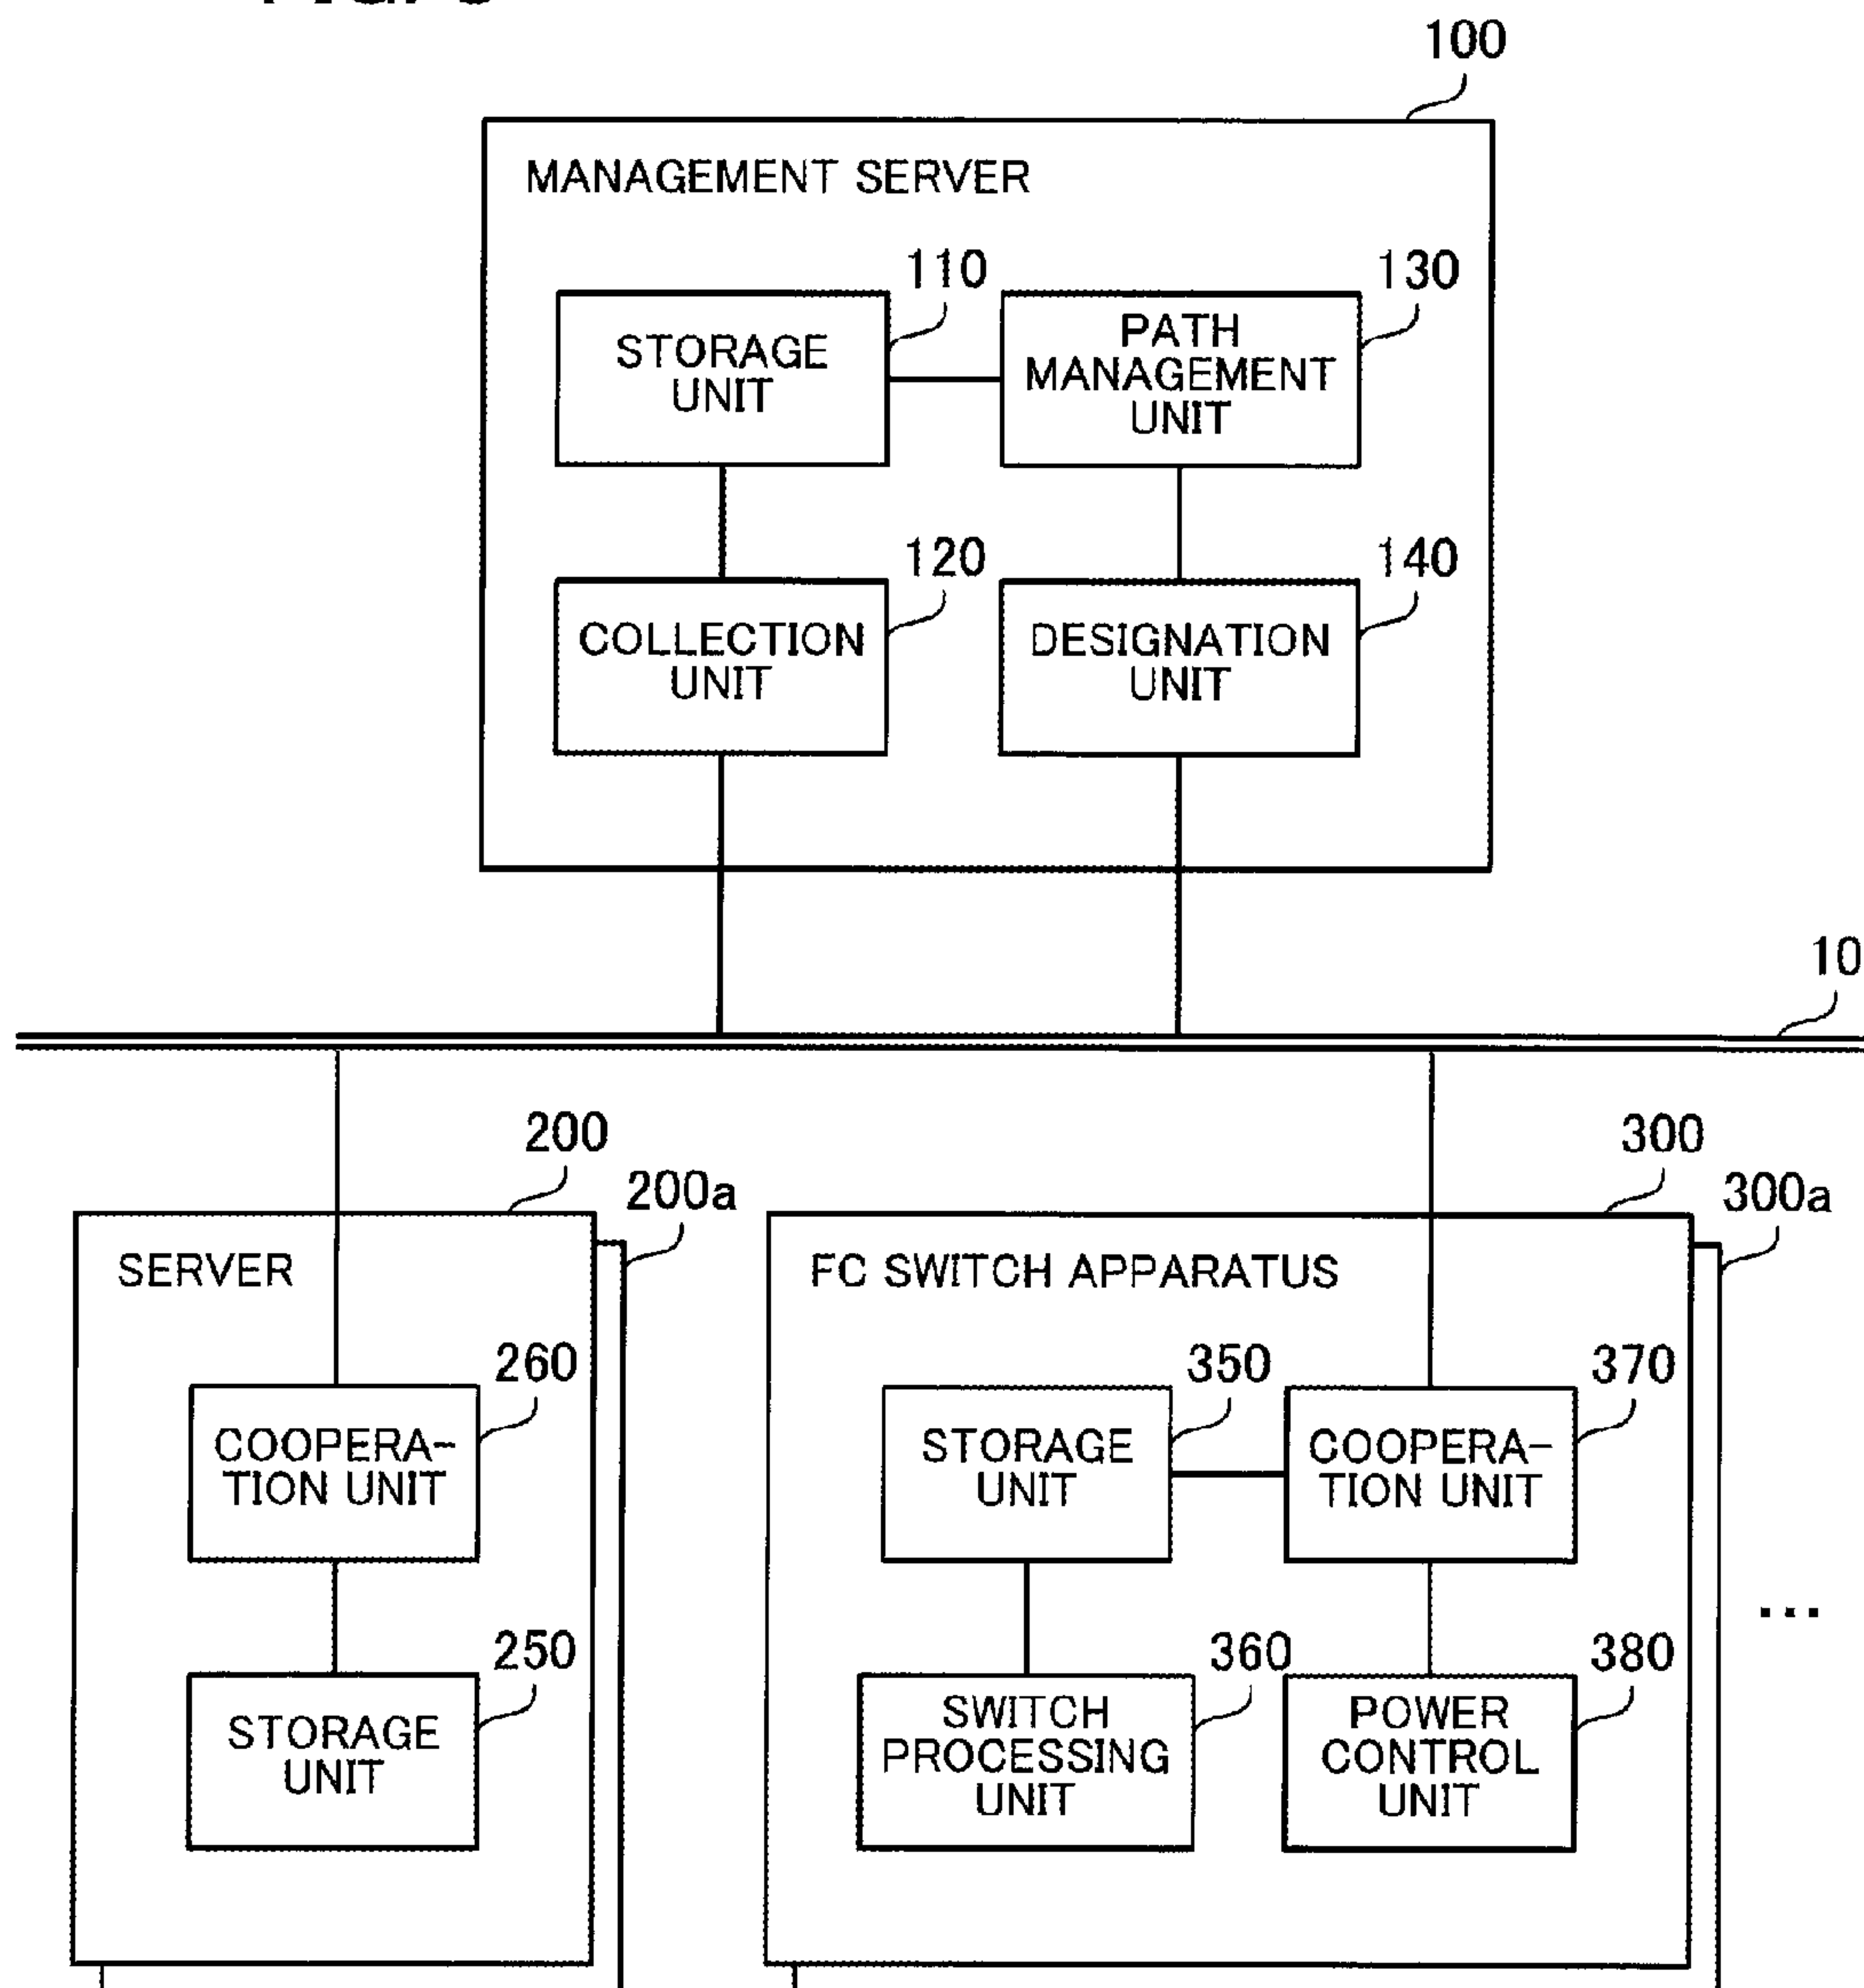 100
MANAGEMENT SERVER
110
130
STORAGE
UNIT
PATH
MANAGEMENT
UNIT
120
140
COLLECTION
UNIT
DESIGNATION
UNIT
10
200
200a
300
300a
SERVER
FC SWITCH APPARATUS
260
350
370
COOPERA-
TION UNIT
STORAGE
UNIT
COOPERA-
TION UNIT
...
250
360
380
STORAGE
UNIT
SWITCH
PROCESSING
UNIT
POWER
CONTROL
UNIT